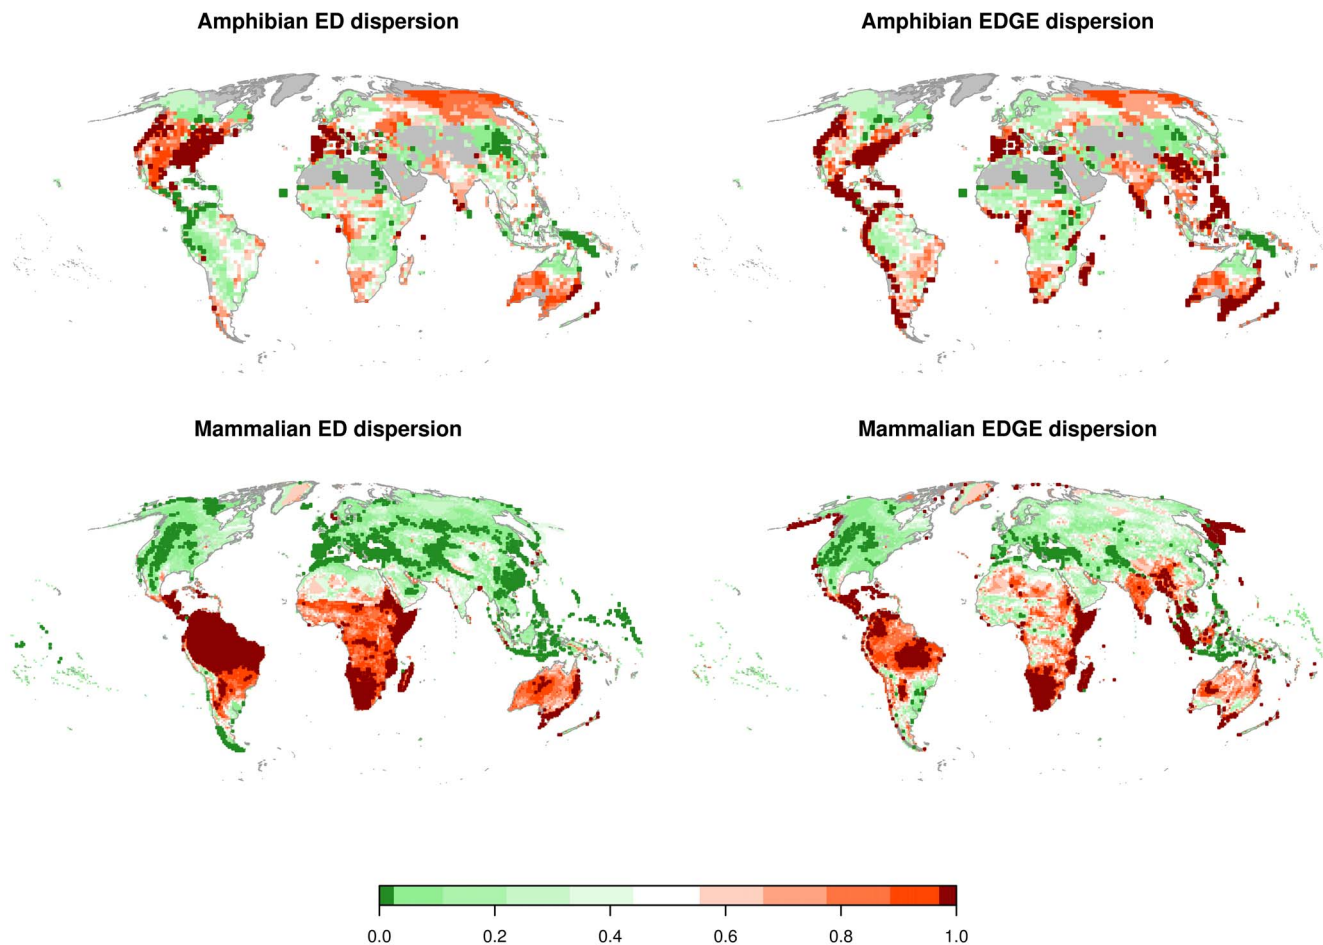 Amphibian ED dispersion
Amphibian EDGE dispersion
Mammalian ED dispersion
Mammalian EDGE dispersion
0.0 0.2 0.4 0.6 0.8 1.0